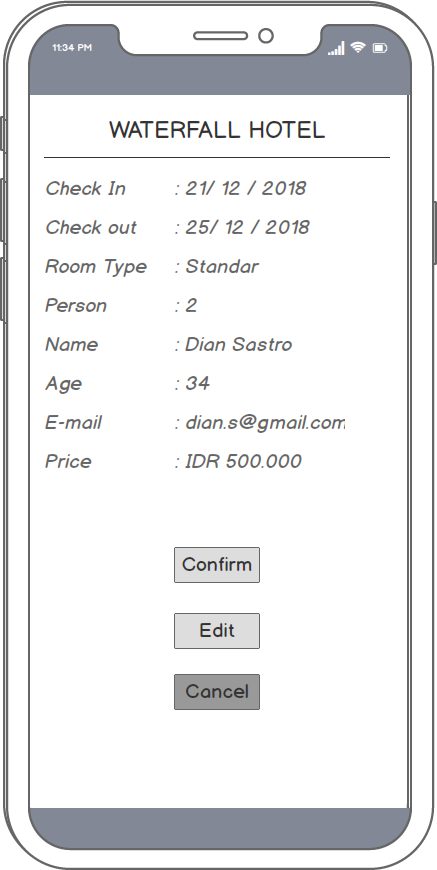 11:34 PM
WATERFALL HOTEL
Check In : 21/ 12 / 2018
Check out : 25/ 12 / 2018
Room Type : Standar
Person : 2
Name : Dian Sastro
Age : 34
E-mail : dian.s@gmail.com
Price : IDR 500.000
Confirm
Edit
Cancel